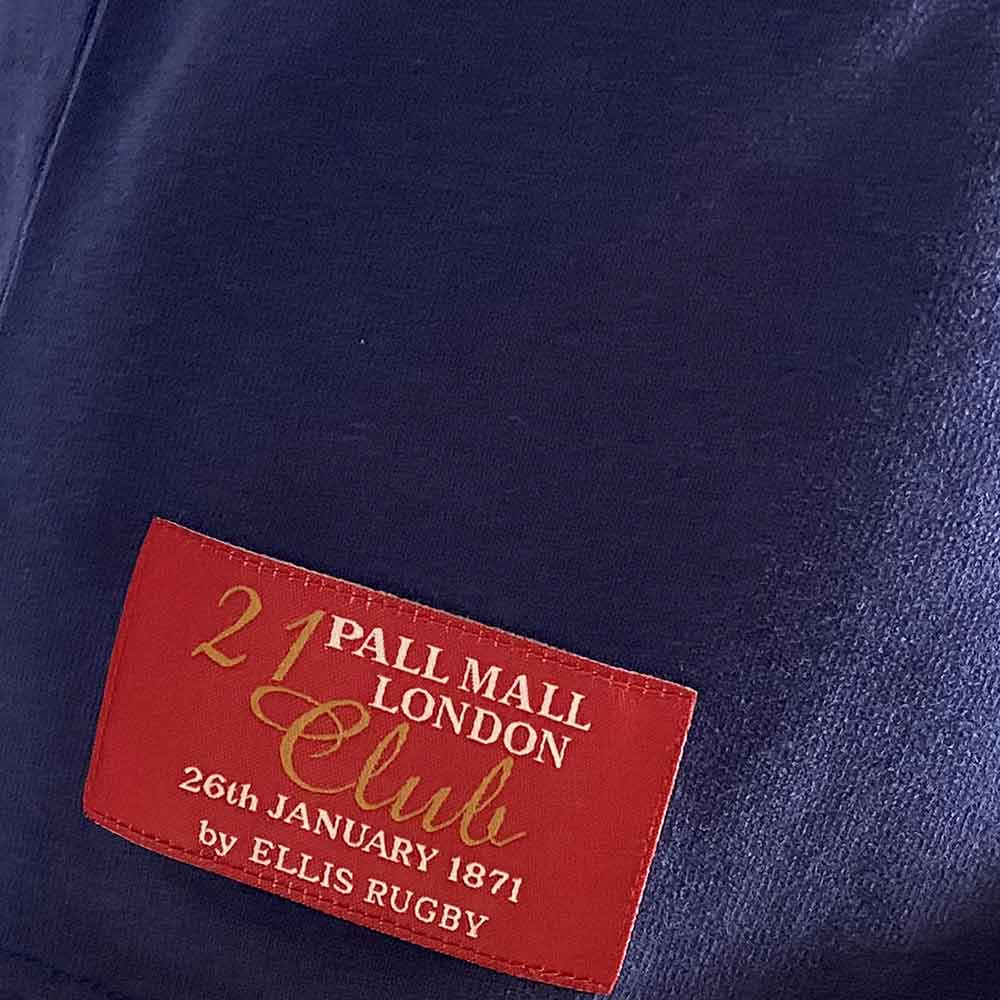 21 PALL MALL
LONDON
Club
26th JANUARY 1871
by ELLIS RUGBY